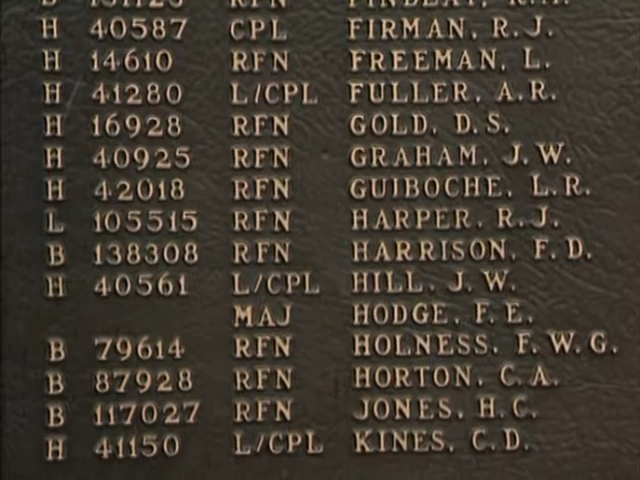 H 40587 CPL FIRMAN, R.J.
H 14610 RFN FREEMAN, L.
H 41280 L/CPL FULLER, A.R.
H 16928 RFN GOLD, D.S.
H 40925 RFN GRAHAM, J.W.
H 42018 RFN GUIBOCHE, L.R.
L 105515 RFN HARPER, R.J.
B 138308 RFN HARRISON, F.D.
H 40561 L/CPL HILL, J.W.
MAJ HODGE, F.E.
B 79614 RFN HOLNESS, F.W.G.
B 87928 RFN HORTON, C.A.
B 117027 RFN JONES, H.C.
H 41150 L/CPL KINES, C.D.